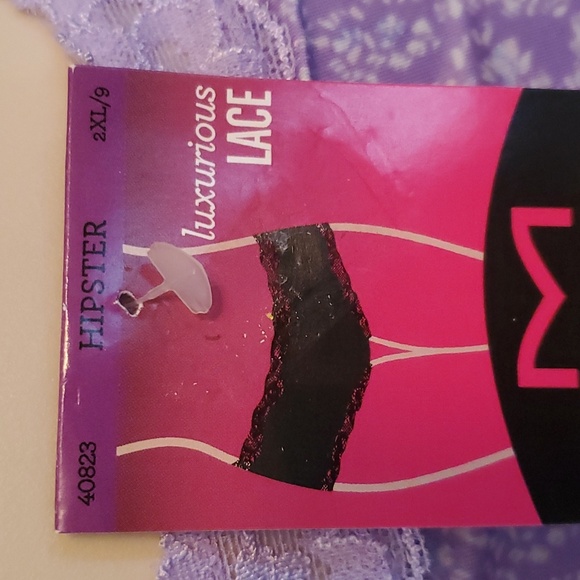 40823 HIPSTER 2XL/9
luxurious
LACE
M